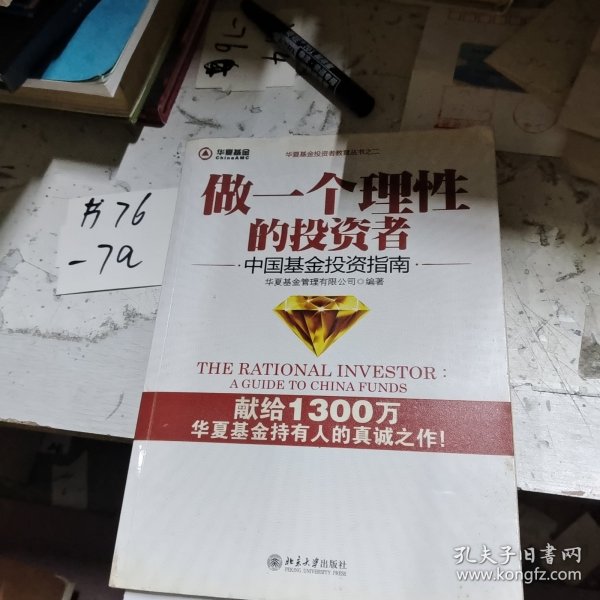 华夏基金
ChinaAMC
华夏基金投资者教育丛书之二
做一个理性
的投资者
·中国基金投资指南·
华夏基金管理有限公司◎编著
THE RATIONAL INVESTOR:
A GUIDE TO CHINA FUNDS
献给1300万
华夏基金持有人的真诚之作!
北京大学出版社
PEKING UNIVERSITY PRESS
书76
-7a
孔夫子旧书网
www.kongfz.com